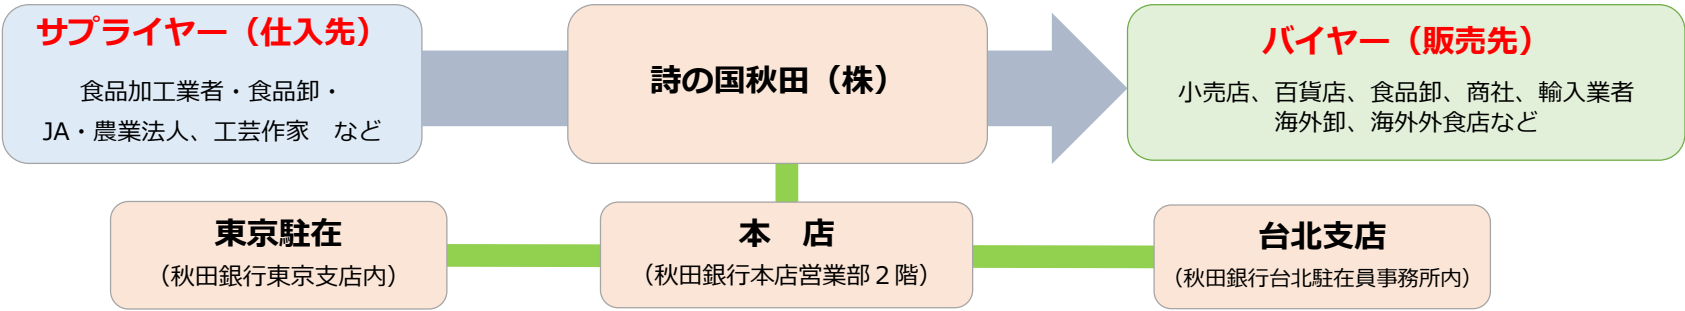 サプライヤー（仕入先）
食品加工業者・食品卸・
JA・農業法人、工芸作家　など
詩の国秋田（株）
バイヤー（販売先）
小売店、百貨店、食品卸、商社、輸入業者
海外卸、海外外食店など
東京駐在
（秋田銀行東京支店内）
本　店
（秋田銀行本店営業部２階）
台北支店
（秋田銀行台北駐在員事務所内）